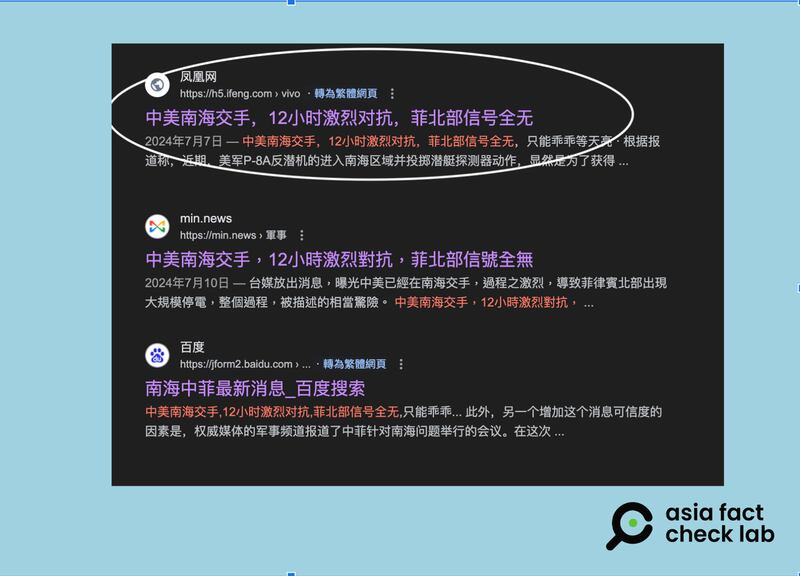 凤凰网
https://h5.ifeng.com › vivo · 轉為繁體網頁
中美南海交手，12小时激烈对抗，菲北部信号全无
2024年7月7日 — 中美南海交手，12小时激烈对抗，菲北部信号全无，只能乖乖等天亮 · 根据报
道称，近期，美军P-8A反潜机的进入南海区域并投掷潜艇探测器动作，显然是为了获得 ...
min.news
https://min.news › 軍事
中美南海交手，12小時激烈對抗，菲北部信號全無
2024年7月10日 — 台媒放出消息，曝光中美已經在南海交手，過程之激烈，導致菲律賓北部出現
大規模停電，整個過程，被描述的相當驚險。 中美南海交手，12小時激烈對抗， ...
百度
https://jform2.baidu.com › ... · 轉為繁體網頁
南海中菲最新消息_百度搜索
中美南海交手,12小时激烈对抗,菲北部信号全无,只能乖乖... 此外，另一个增加这个消息可信度的
因素是，权威媒体的军事频道报道了中菲针对南海问题举行的会议。在这次 ...
asia fact
check lab